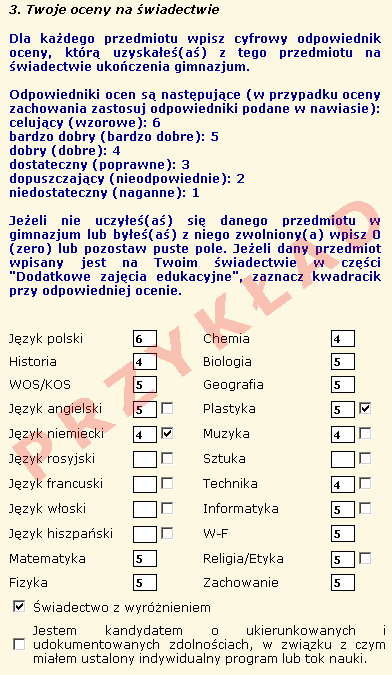 3. Twoje oceny na świadectwie
Dla każdego przedmiotu wpisz cyfrowy odpowiednik
oceny, którą uzyskałeś(aś) z tego przedmiotu na
świadectwie ukończenia gimnazjum.
Odpowiedniki ocen są następujące (w przypadku oceny
zachowania zastosuj odpowiedniki podane w nawiasie):
celujący (wzorowe): 6
bardzo dobry (bardzo dobre): 5
dobry (dobre): 4
dostateczny (poprawne): 3
dopuszczający (nieodpowiednie): 2
niedostateczny (naganne): 1
Jeżeli nie uczyłeś(aś) się danego przedmiotu w
gimnazjum lub byłeś(aś) z niego zwolniony(a) wpisz 0
(zero) lub pozostaw puste pole. Jeżeli dany przedmiot
wpisany jest na Twoim świadectwie w części
"Dodatkowe zajęcia edukacyjne", zaznacz kwadracik
przy odpowiedniej ocenie.
PRZYKŁAD
Język polski 6 Chemia 4
Historia 4 Biologia 5
WOS/KOS 5 Geografia 5
Język angielski 5 Plastyka 5
Język niemiecki 4 Muzyka 4
Język rosyjski Sztuka
Język francuski Technika 4
Język włoski Informatyka 5
Język hiszpański W-F 5
Matematyka 5 Religia/Etyka 5
Fizyka 5 Zachowanie 5
Świadectwo z wyróżnieniem
Jestem kandydatem o ukierunkowanych i
udokumentowanych zdolnościach, w związku z czym
miałem ustalony indywidualny program lub tok nauki.